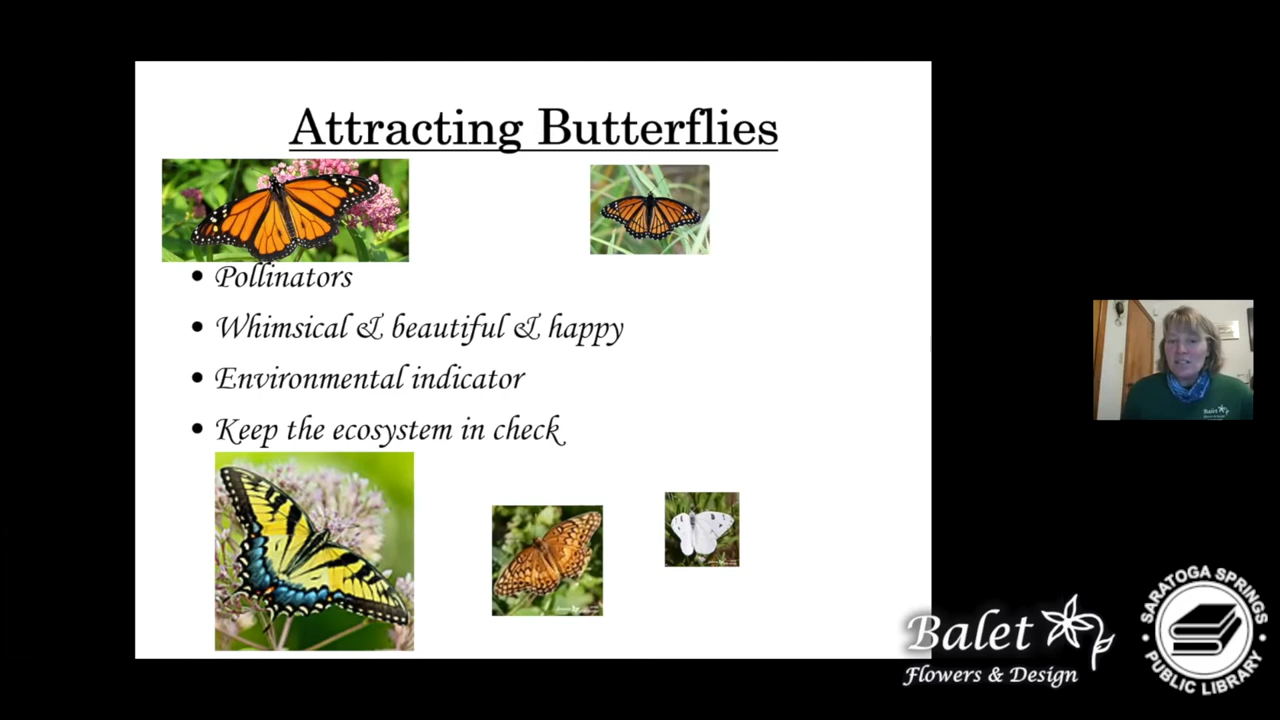 Attracting Butterflies
• Pollinators
• Whimsical & beautiful & happy
• Environmental indicator
• Keep the ecosystem in check
Balet
Balet
Flowers & Design
SARATOGA SPRINGS
PUBLIC LIBRARY